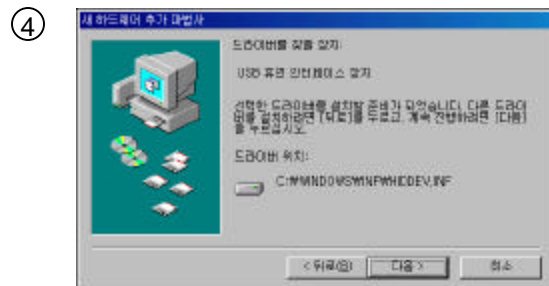 ④
새 하드웨어 추가 마법사
드라이버를 찾을 장치:
USB 휴먼 인터페이스 장치
선택한 드라이버를 설치할 준비가 되었습니다. 다른 드라이
버를 설치하려면 [뒤로]를 누르고, 계속 진행하려면 [다음]
을 누르십시오.
드라이버 위치:
C:₩WINDOWS₩INF₩HIDDEV.INF
< 뒤로(B)
다음 >
취소